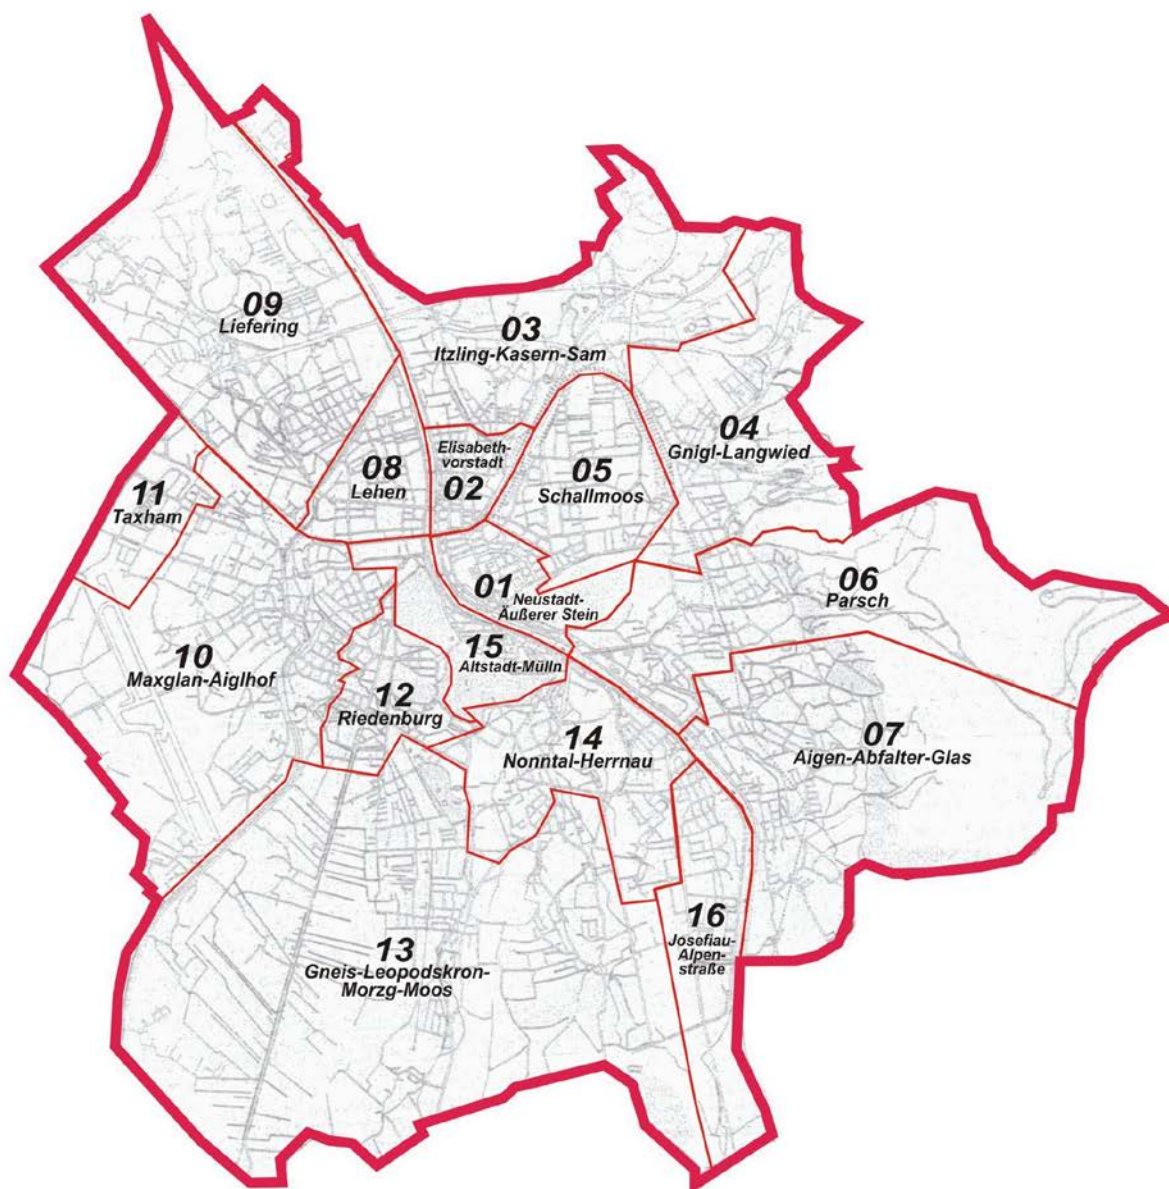 09
Liefering
03
Itzling-Kasern-Sam
04
Gnigl-Langwied
Elisabeth-
vorstadt
02
08
Lehen
05
Schallmoos
11
Taxham
01
Neustadt-
Äußerer Stein
06
Parsch
15
Altstadt-Mülln
10
Maxglan-Aiglhof
12
Riedenburg
14
Nonntal-Herrnau
07
Aigen-Abfalter-Glas
16
Josefiau-
Alpen-
straße
13
Gneis-Leopodskron-
Morzg-Moos